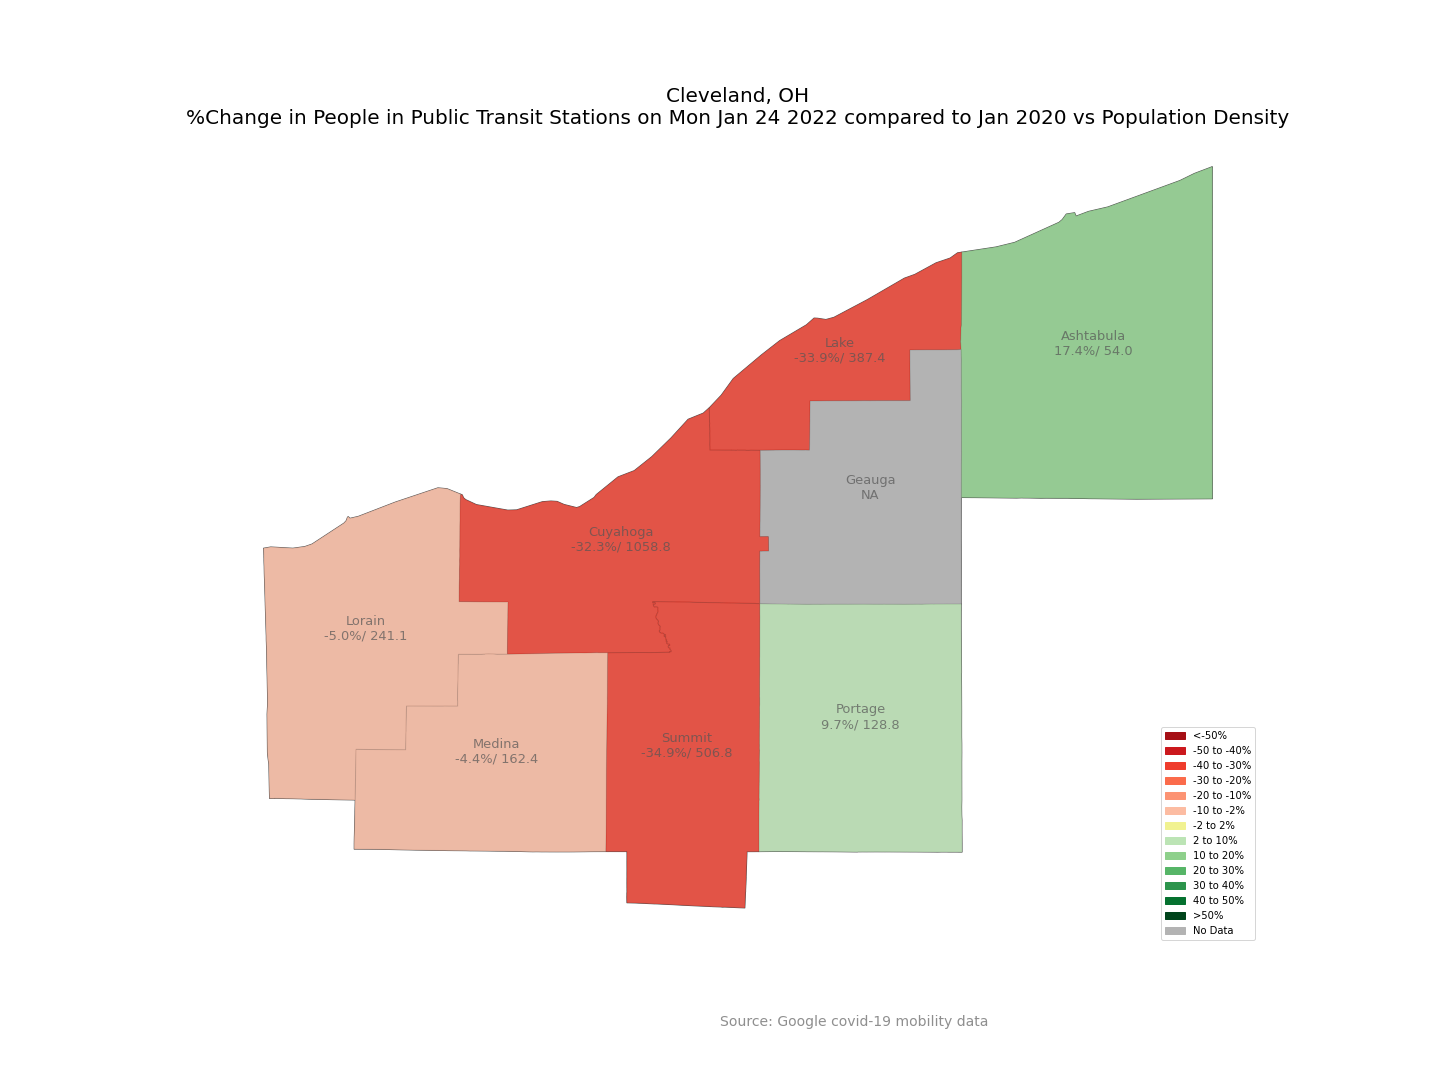 Cleveland, OH
%Change in People in Public Transit Stations on Mon Jan 24 2022 compared to Jan 2020 vs Population Density
Ashtabula
17.4%/ 54.0
Lake
-33.9%/ 387.4
Geauga
NA
Cuyahoga
-32.3%/ 1058.8
Lorain
-5.0%/ 241.1
Portage
9.7%/ 128.8
Summit
-34.9%/ 506.8
Medina
-4.4%/ 162.4
<-50%
-50 to -40%
-40 to -30%
-30 to -20%
-20 to -10%
-10 to -2%
-2 to 2%
2 to 10%
10 to 20%
20 to 30%
30 to 40%
40 to 50%
>50%
No Data
Source: Google covid-19 mobility data